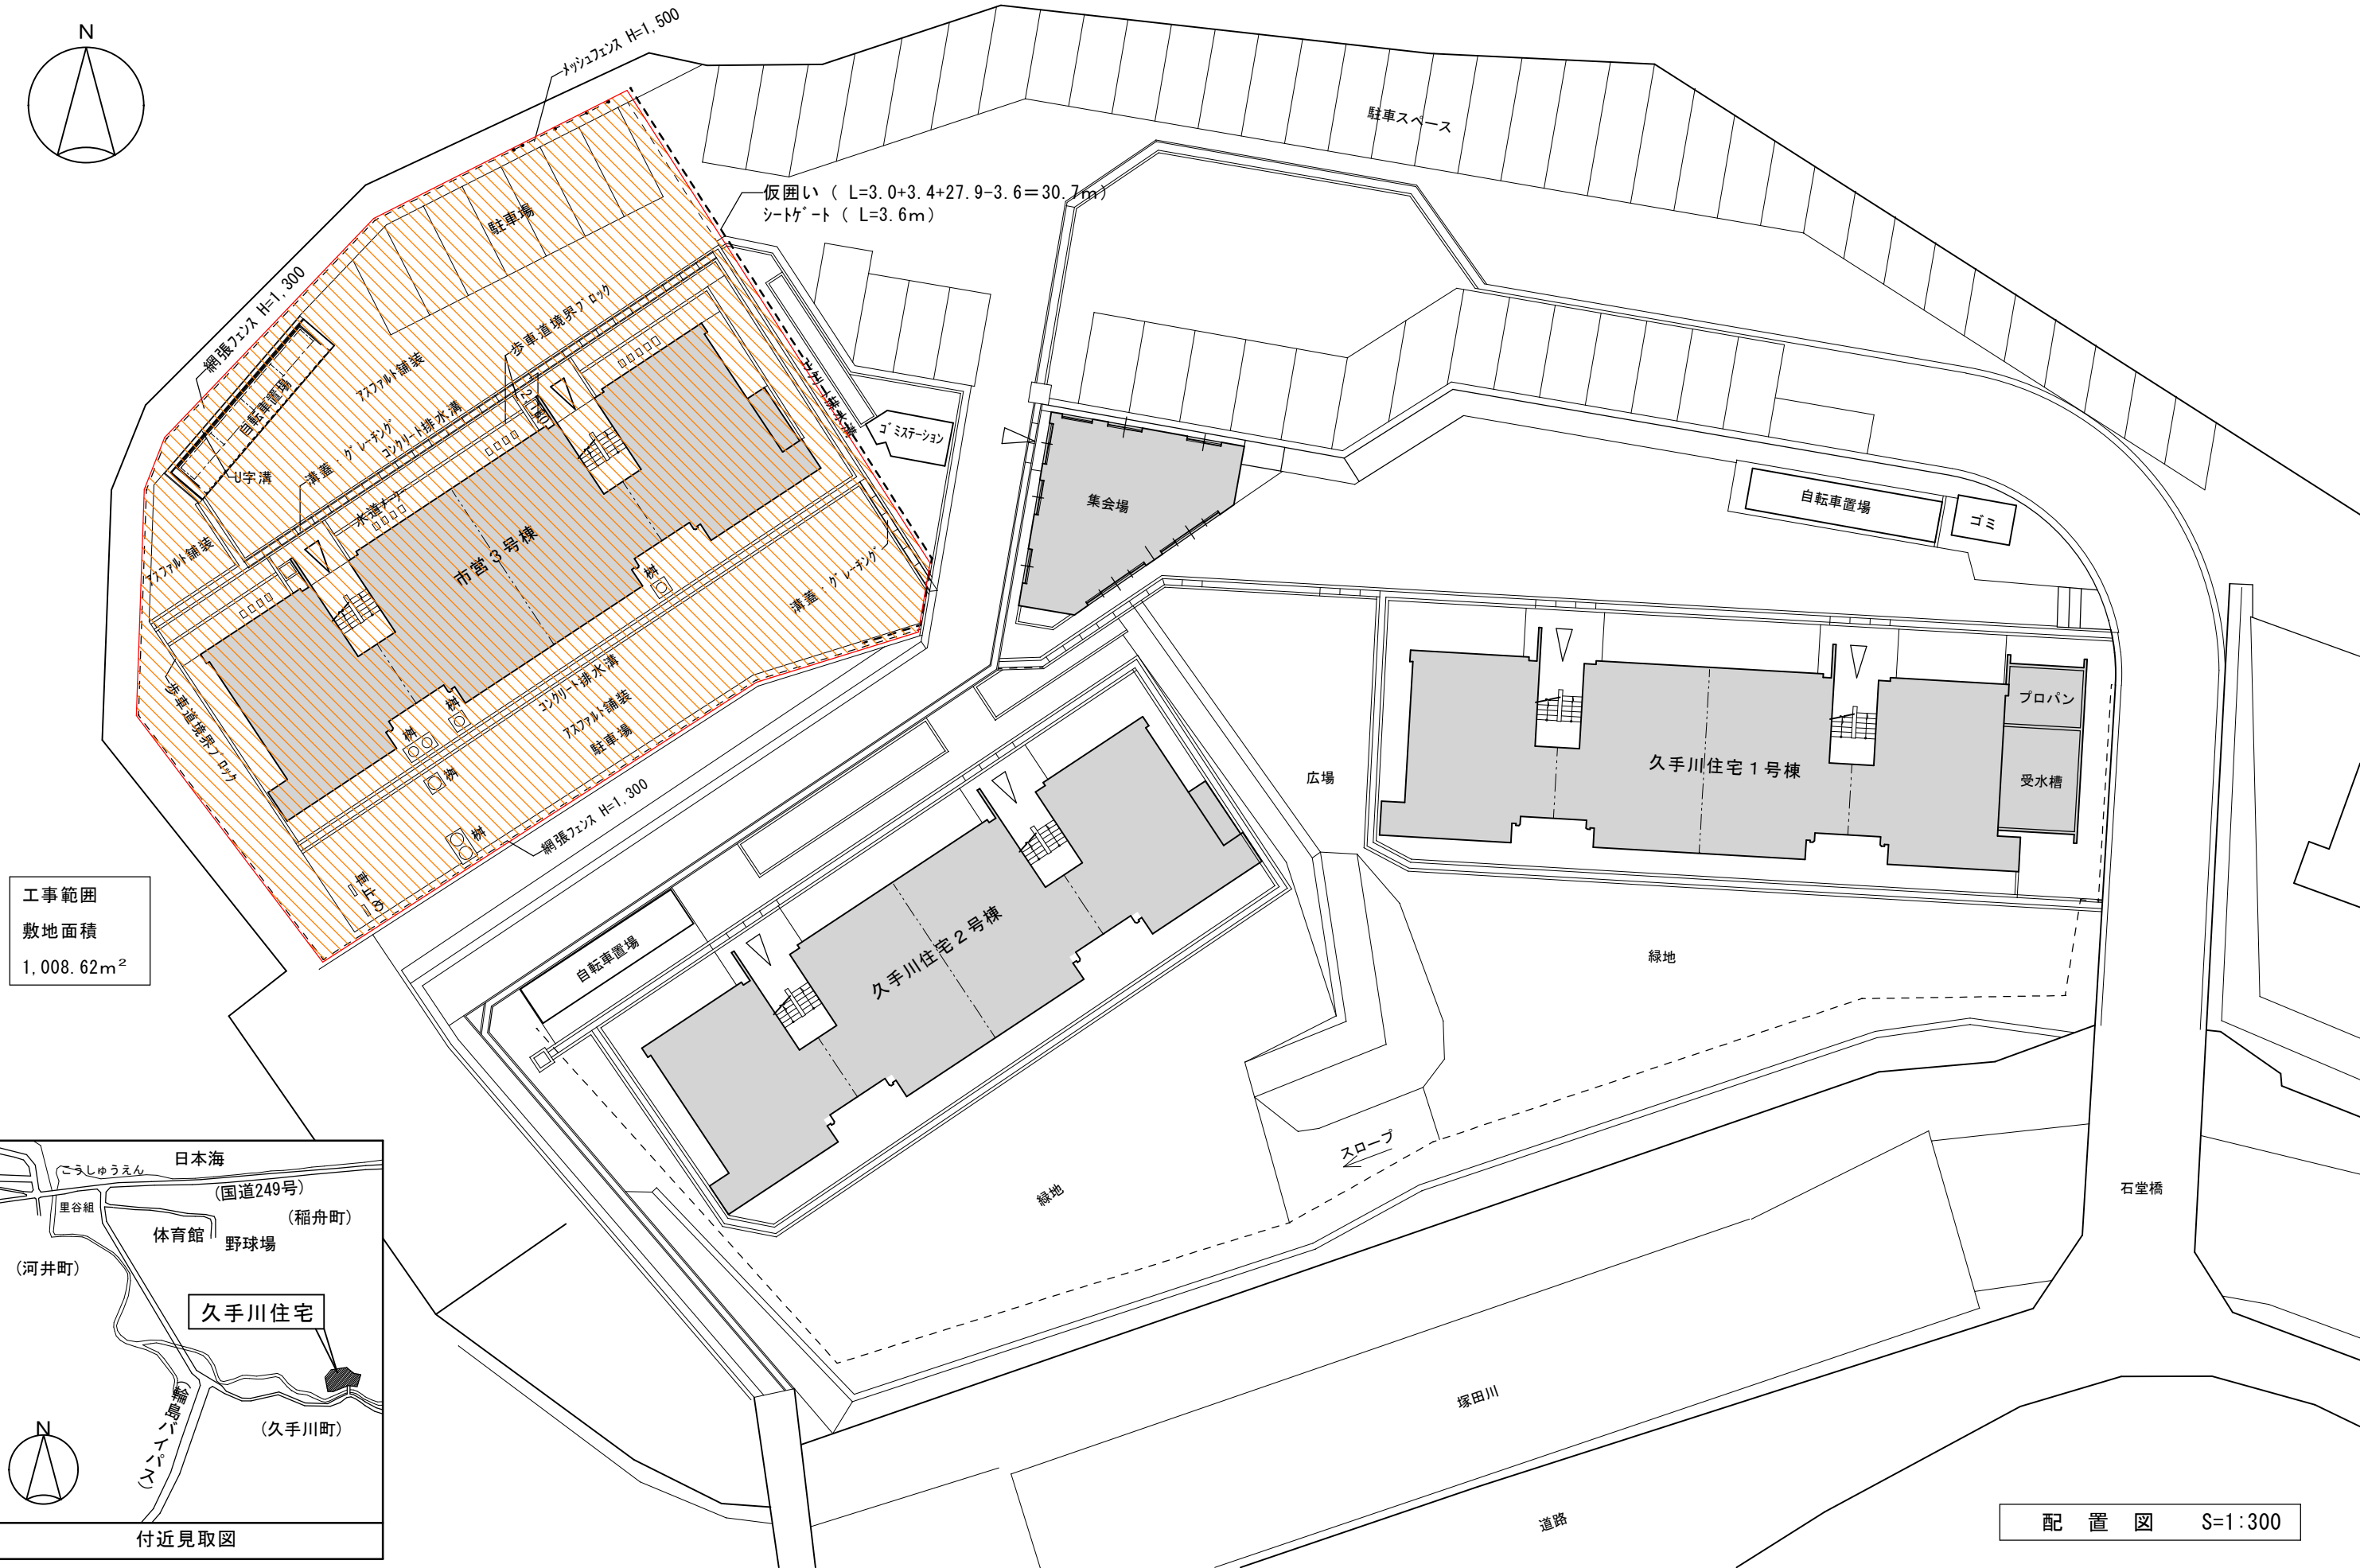 N
メッシュフェンス H=1,500
駐車スペース
仮囲い ( L=3.0+3.4+27.9-3.6＝30.7m)
シートゲート ( L=3.6m)
駐車場
網張フェンス H=1,300
歩車道境界ブロック
アスファルト舗装
自転車置場
溝蓋・グレーチング
コンクリート排水溝
U字溝
水道メーター
ゴミステーション
市営３号棟
アスファルト舗装
桝
溝蓋・グレーチング
歩車道境界ブロック
コンクリート排水溝
アスファルト舗装
駐車場
桝
桝
桝
桝
網張フェンス H=1,300
車止め
集会場
自転車置場
ゴミ
プロパン
受水槽
久手川住宅１号棟
広場
緑地
自転車置場
久手川住宅２号棟
緑地
スロープ
石堂橋
塚田川
道路
工事範囲
敷地面積
1,008.62m²
日本海
こうしゅうえん
(国道249号)
里谷組
(稲舟町)
体育館
野球場
(河井町)
久手川住宅
(輪島バイパス)
(久手川町)
N
付近見取図
配 置 図 S=1:300